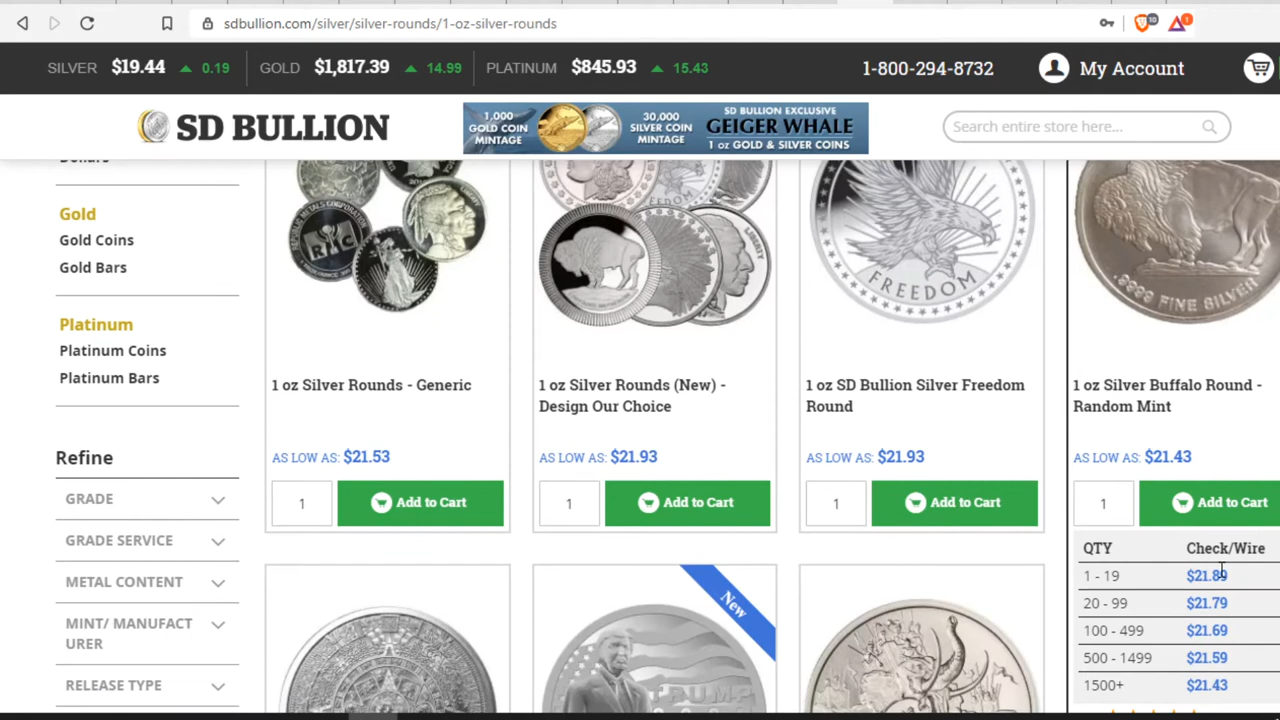 sdbullion.com/silver/silver-rounds/1-oz-silver-rounds
10
1
SILVER $19.44 0.19 GOLD $1,817.39 14.99 PLATINUM $845.93 15.43
1-800-294-8732 My Account
SD BULLION
1,000 GOLD COIN MINTAGE
30,000 SILVER COIN MINTAGE
SD BULLION EXCLUSIVE
GEIGER WHALE
1 oz GOLD & SILVER COINS
Search entire store here...
Dollars
Gold
Gold Coins
Gold Bars
Platinum
Platinum Coins
Platinum Bars
Refine
GRADE
GRADE SERVICE
METAL CONTENT
MINT/ MANUFACT
URER
RELEASE TYPE
RMC
LIBERTY
FREEDOM
.9999 FINE SILVER
1 oz Silver Rounds - Generic
AS LOW AS: $21.53
1 Add to Cart
1 oz Silver Rounds (New) -
Design Our Choice
AS LOW AS: $21.93
1 Add to Cart
1 oz SD Bullion Silver Freedom
Round
AS LOW AS: $21.93
1 Add to Cart
1 oz Silver Buffalo Round -
Random Mint
AS LOW AS: $21.43
1 Add to Cart
QTY Check/Wire
1 - 19 $21.89
20 - 99 $21.79
100 - 499 $21.69
500 - 1499 $21.59
1500+ $21.43
New
TRUMP